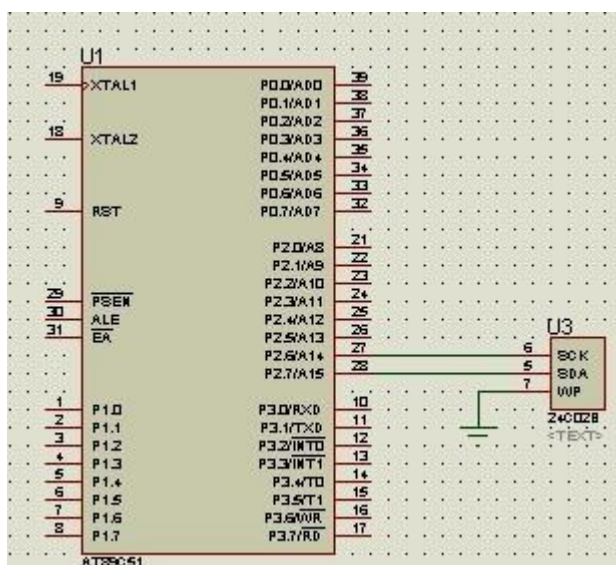 U1
19 XTAL1 P0.0/AD0 39
P0.1/AD1 38
P0.2/AD2 37
18 XTAL2 P0.3/AD3 36
P0.4/AD4 35
P0.5/AD5 34
P0.6/AD6 33
9 RST P0.7/AD7 32
P2.0/A8 21
P2.1/A9 22
P2.2/A10 23
29 PSEN P2.3/A11 24
30 ALE P2.4/A12 25
31 EA P2.5/A13 26
P2.6/A14 27
P2.7/A15 28
1 P1.0 P3.0/RXD 10
2 P1.1 P3.1/TXD 11
3 P1.2 P3.2/INT0 12
4 P1.3 P3.3/INT1 13
5 P1.4 P3.4/T0 14
6 P1.5 P3.5/T1 15
7 P1.6 P3.6/WR 16
8 P1.7 P3.7/RD 17
AT89C51
U3
6 SCK
5 SDA
7 WP
24C02B
<TEXT>